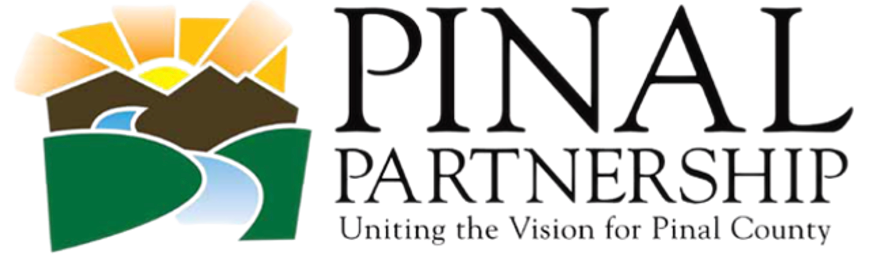 PINAL
PARTNERSHIP
Uniting the Vision for Pinal County